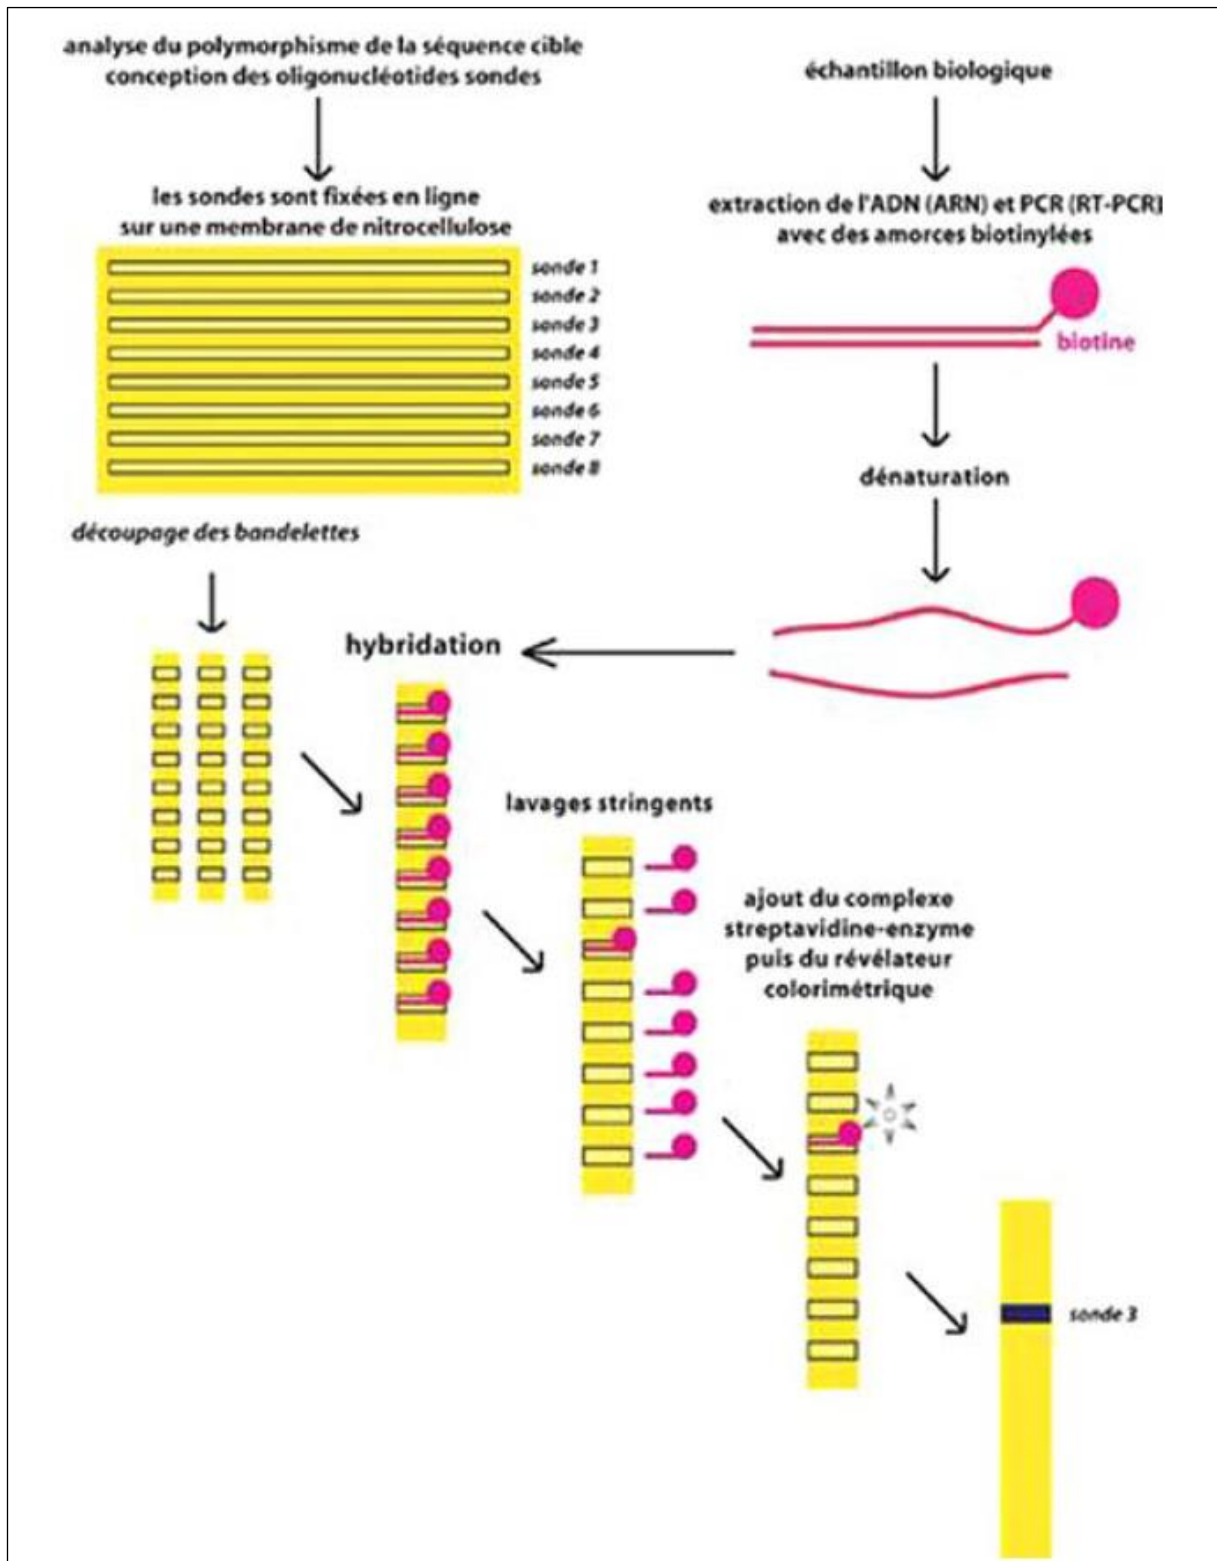 analyse du polymorphisme de la séquence cible
conception des oligonucléotides sondes
échantillon biologique
les sondes sont fixées en ligne
sur une membrane de nitrocellulose
extraction de l'ADN (ARN) et PCR (RT-PCR)
avec des amorces biotinylées
sonde 1
sonde 2
sonde 3
sonde 4
sonde 5
sonde 6
sonde 7
sonde 8
biotine
dénaturation
découpage des bandelettes
hybridation
lavages stringents
ajout du complexe
streptavidine-enzyme
puis du révélateur
colorimétrique
sonde 3